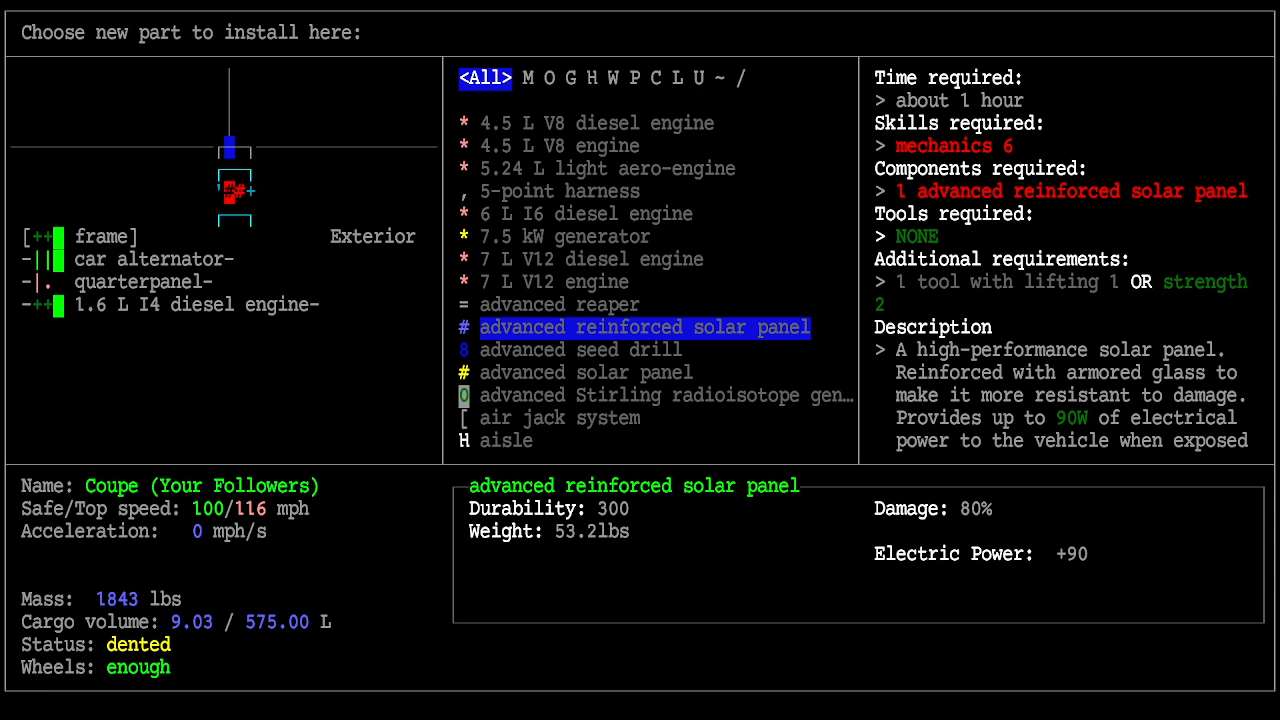 Choose new part to install here:
[++ frame] Exterior
-|| car alternator-
-|. quarterpanel-
-++ 1.6 L I4 diesel engine-
<All> M O G H W P C L U ~ /
* 4.5 L V8 diesel engine
* 4.5 L V8 engine
* 5.24 L light aero-engine
, 5-point harness
* 6 L I6 diesel engine
* 7.5 kW generator
* 7 L V12 diesel engine
* 7 L V12 engine
= advanced reaper
# advanced reinforced solar panel
8 advanced seed drill
# advanced solar panel
0 advanced Stirling radioisotope gen…
[ air jack system
H aisle
Time required:
> about 1 hour
Skills required:
> mechanics 6
Components required:
> 1 advanced reinforced solar panel
Tools required:
> NONE
Additional requirements:
> 1 tool with lifting 1 OR strength
2
Description
> A high-performance solar panel.
Reinforced with armored glass to
make it more resistant to damage.
Provides up to 90W of electrical
power to the vehicle when exposed
Name: Coupe (Your Followers)
Safe/Top speed: 100/116 mph
Acceleration: 0 mph/s
Mass: 1843 lbs
Cargo volume: 9.03 / 575.00 L
Status: dented
Wheels: enough
advanced reinforced solar panel
Durability: 300
Weight: 53.2lbs
Damage: 80%
Electric Power: +90